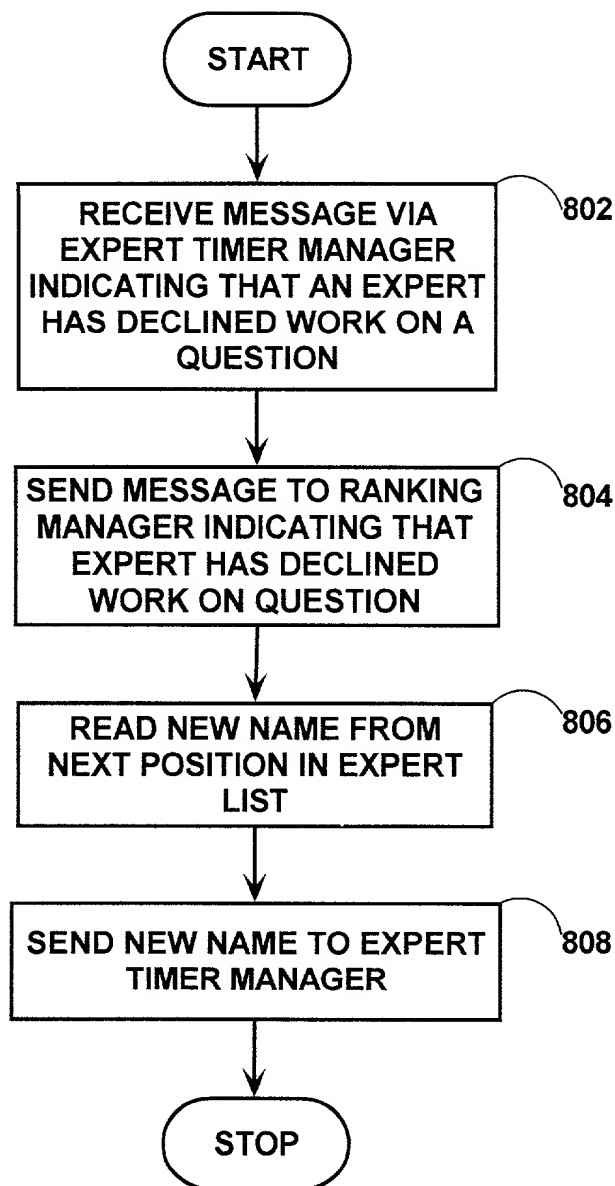 START
RECEIVE MESSAGE VIA
EXPERT TIMER MANAGER
INDICATING THAT AN EXPERT
HAS DECLINED WORK ON A
QUESTION
802
SEND MESSAGE TO RANKING
MANAGER INDICATING THAT
EXPERT HAS DECLINED
WORK ON QUESTION
804
READ NEW NAME FROM
NEXT POSITION IN EXPERT
LIST
806
SEND NEW NAME TO EXPERT
TIMER MANAGER
808
STOP